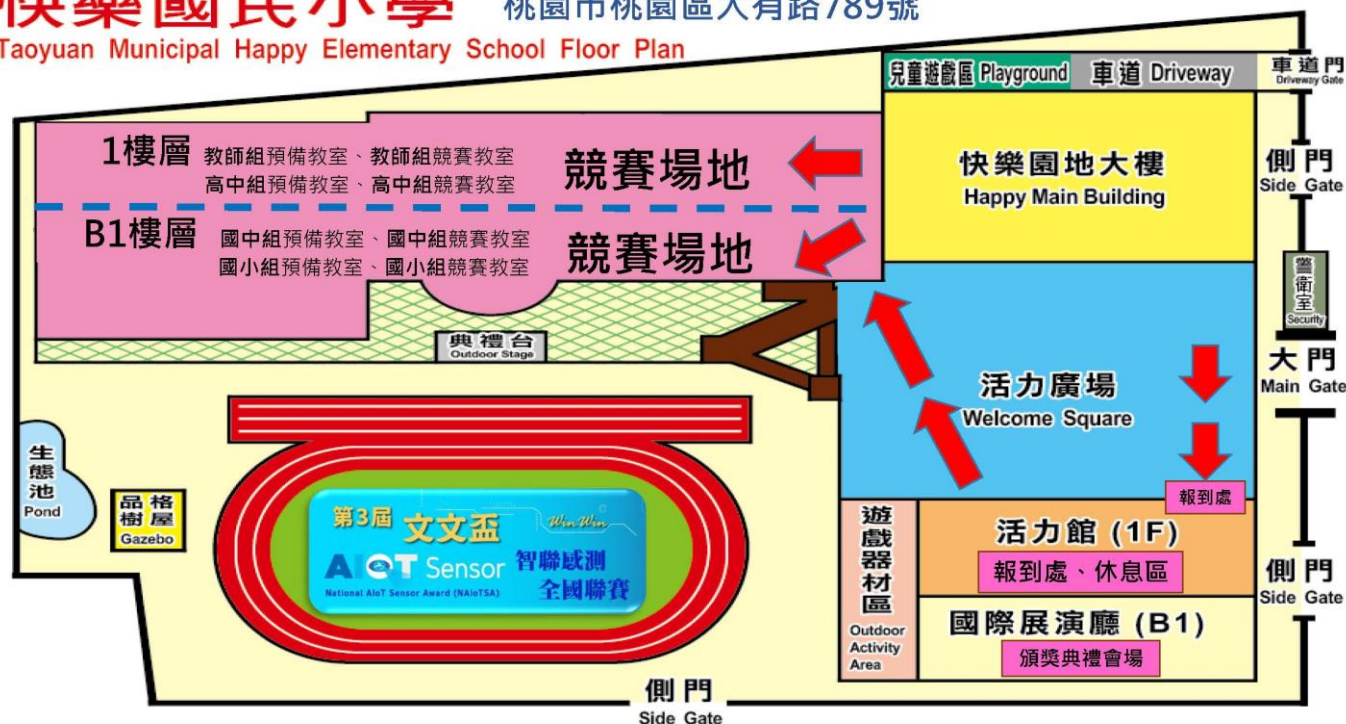 快樂國民小學 桃園市桃園區大有路789號
Taoyuan Municipal Happy Elementary School Floor Plan
兒童遊戲區 Playground
車道 Driveway
車道門
Driveway Gate
1樓層
教師組預備教室、教師組競賽教室
高中組預備教室、高中組競賽教室
競賽場地
快樂園地大樓
Happy Main Building
側門
Side Gate
B1樓層
國中組預備教室、國中組競賽教室
國小組預備教室、國小組競賽教室
競賽場地
警衛室
Security
典禮台
Outdoor Stage
大門
Main Gate
活力廣場
Welcome Square
生態池
Pond
品格樹屋
Gazebo
第3屆 文文盃
Win Win
AIoT Sensor 智聯感測
National AIoT Sensor Award (NAIoTSA)
全國聯賽
報到處
遊戲器材區
Outdoor
Activity
Area
活力館 (1F)
報到處、休息區
側門
Side Gate
國際展演廳 (B1)
頒獎典禮會場
側門
Side Gate